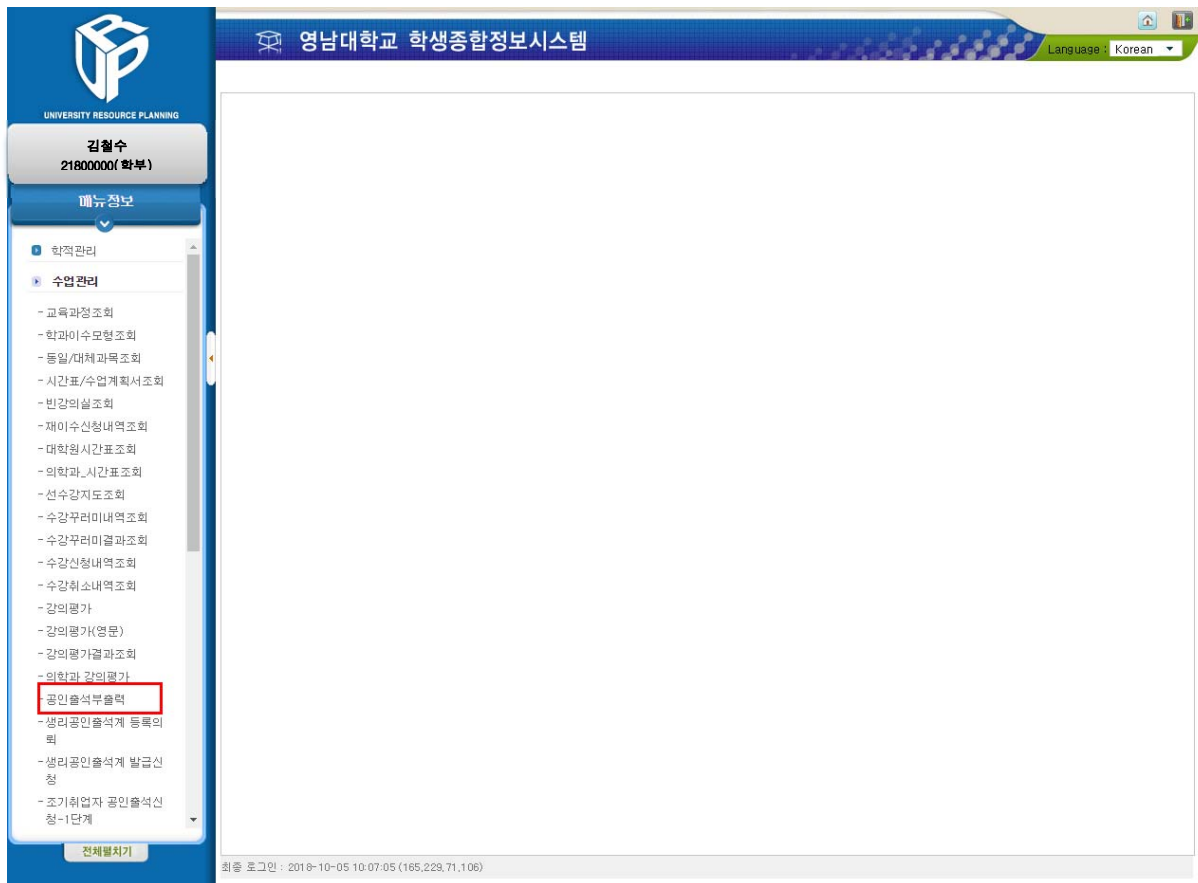 영남대학교 학생종합정보시스템
Language : Korean
UP
UNIVERSITY RESOURCE PLANNING
김철수
21800000( 학부)
메뉴정보
학적관리
수업관리
- 교육과정조회
- 학과이수모형조회
- 동일/대체과목조회
- 시간표/수업계획서조회
- 빈강의실조회
- 재이수신청내역조회
- 대학원시간표조회
- 의학과_시간표조회
- 선수강지도조회
- 수강꾸러미내역조회
- 수강꾸러미결과조회
- 수강신청내역조회
- 수강취소내역조회
- 강의평가
- 강의평가(영문)
- 강의평가결과조회
- 의학과 강의평가
- 공인출석부출력
- 생리공인출석계 등록의
뢰
- 생리공인출석계 발급신
청
- 조기취업자 공인출석신
청-1단계
전체펼치기
최종 로그인 : 2018-10-05 10:07:05 (165,229,71,106)